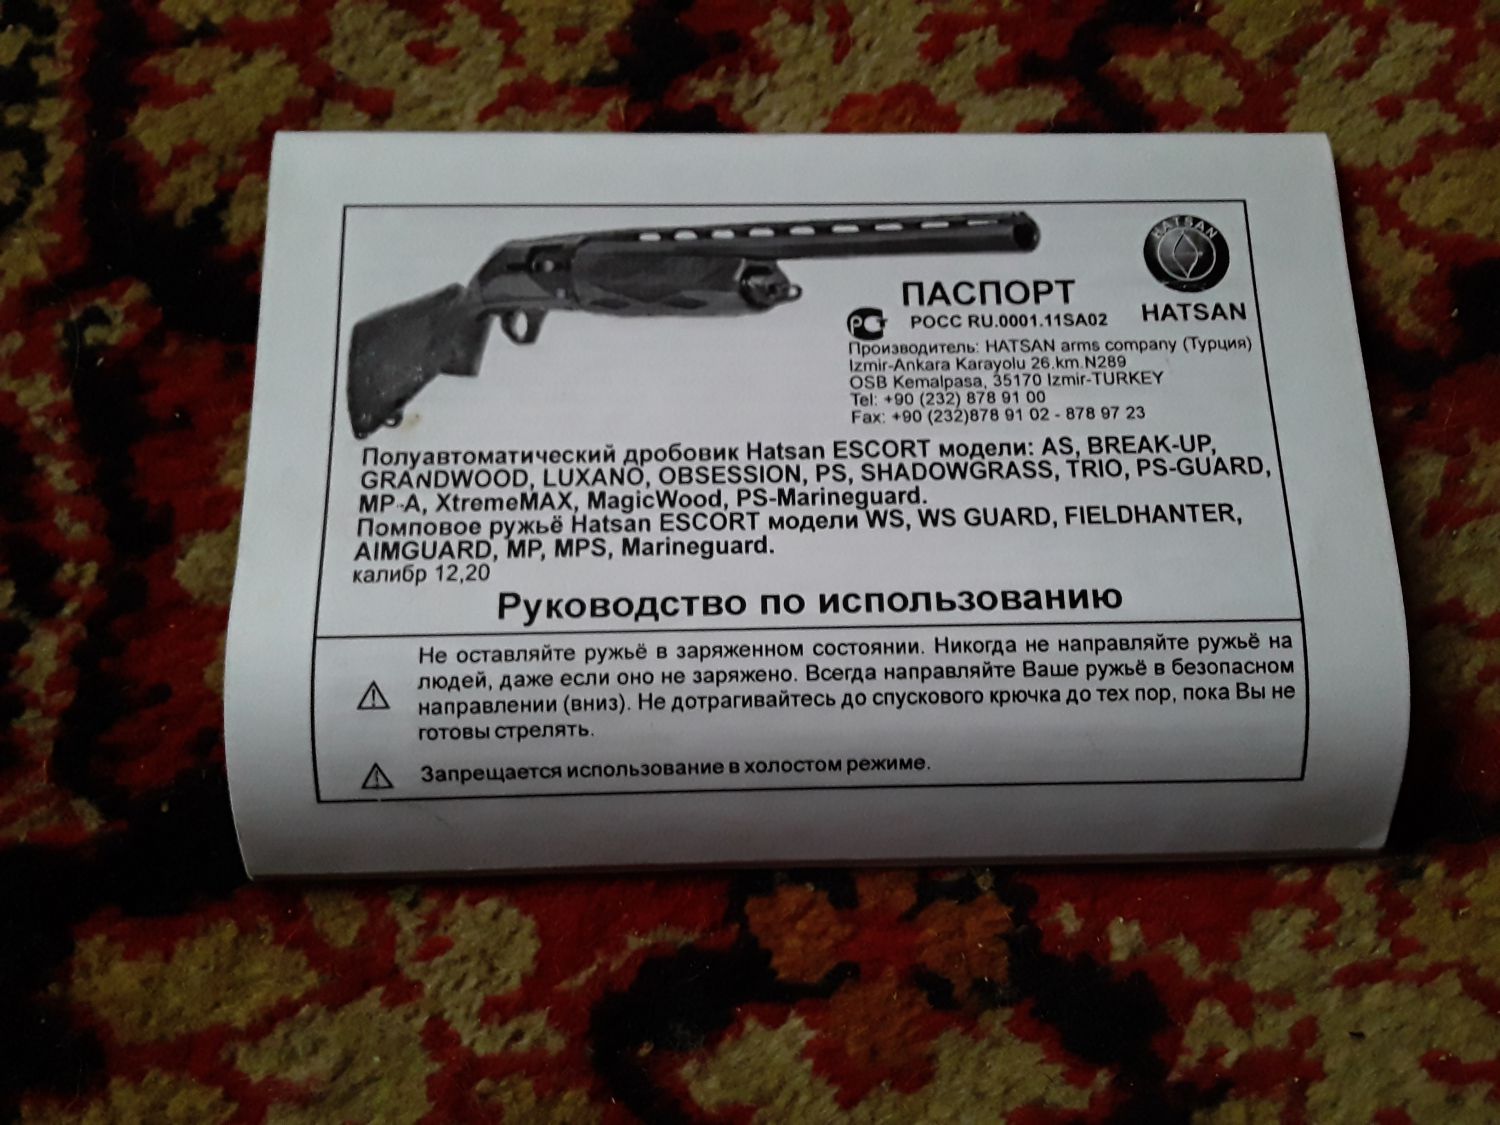 HATSAN
HATSAN
ПАСПОРТ
РОСС RU.0001.11SA02
Производитель: HATSAN arms company (Турция)
Izmir-Ankara Karayolu 26.km.N289
OSB Kemalpasa, 35170 Izmir-TURKEY
Tel: +90 (232) 878 91 00
Fax: +90 (232)878 91 02 - 878 97 23
Полуавтоматический дробовик Hatsan ESCORT модели: AS, BREAK-UP,
GRANDWOOD, LUXANO, OBSESSION, PS, SHADOWGRASS, TRIO, PS-GUARD,
MP-A, XtremeMAX, MagicWood, PS-Marineguard.
Помповое ружьё Hatsan ESCORT модели WS, WS GUARD, FIELDHANTER,
AIMGUARD, MP, MPS, Marineguard.
калибр 12,20
Руководство по использованию
Не оставляйте ружьё в заряженном состоянии. Никогда не направляйте ружьё на
людей, даже если оно не заряжено. Всегда направляйте Ваше ружьё в безопасном
направлении (вниз). Не дотрагивайтесь до спускового крючка до тех пор, пока Вы не
готовы стрелять.
Запрещается использование в холостом режиме.